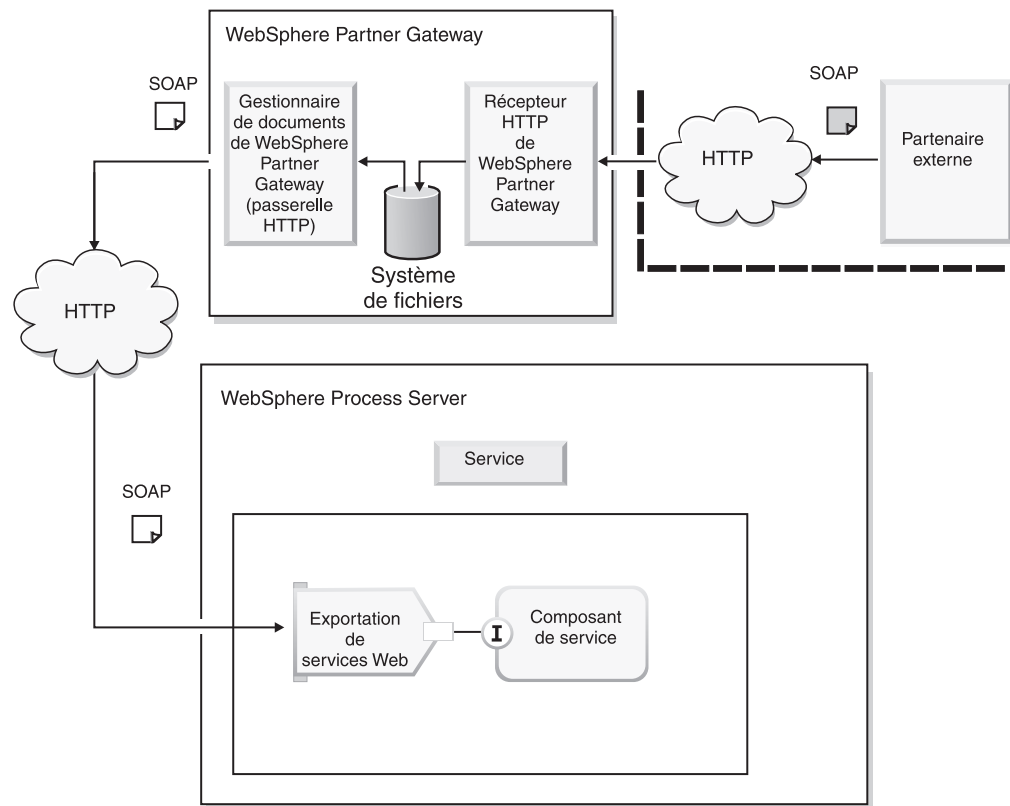 WebSphere Partner Gateway
SOAP
Gestionnaire
de documents
de WebSphere
Partner
Gateway
(passerelle
HTTP)
Récepteur
HTTP
de
WebSphere
Partner
Gateway
Système
de fichiers
HTTP
SOAP
Partenaire
externe
HTTP
WebSphere Process Server
Service
SOAP
Exportation
de
services Web
I
Composant
de service